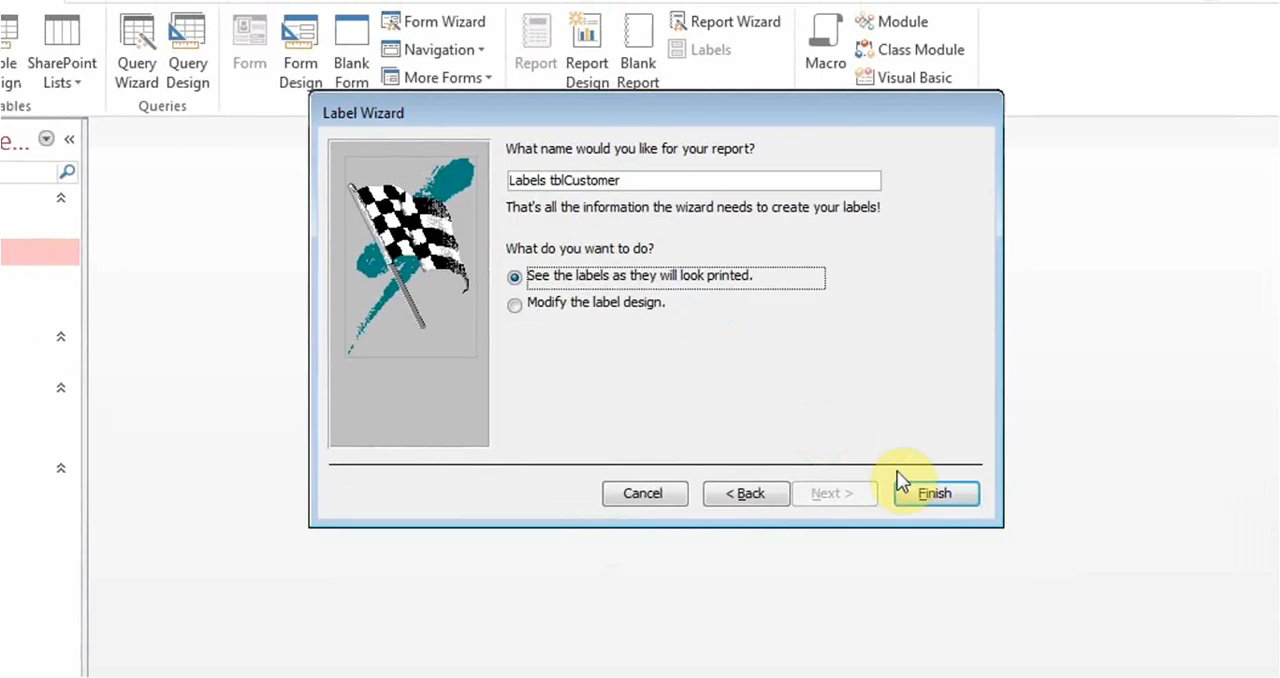 Form Wizard
Report Wizard
Module
Navigation
Labels
Class Module
SharePoint
Lists
Query
Wizard
Query
Design
Form
Form
Design
Blank
Form
More Forms
Report
Report
Design
Blank
Report
Macro
Visual Basic
ables
Queries
Label Wizard
e...
What name would you like for your report?
Labels tblCustomer
That's all the information the wizard needs to create your labels!
What do you want to do?
See the labels as they will look printed.
Modify the label design.
Cancel
< Back
Next >
Finish